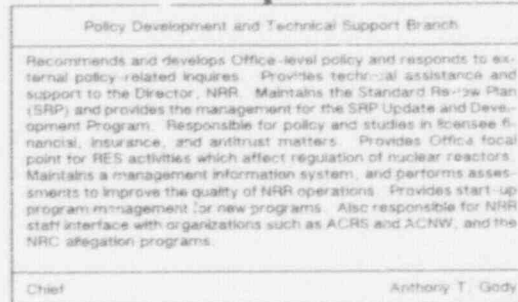 Policy Development and Technical Support Branch
Recommends and develops Office-level policy and responds to ex-
ternal policy-related inquires. Provides technical assistance and
support to the Director, NRR. Maintains the Standard Review Plan
(SRP) and provides the management for the SRP Update and Devel-
opment Program. Responsible for policy and studies in licensee fi-
nancial, insurance, and antitrust matters. Provides Office focal
point for RES activities which affect regulation of nuclear reactors.
Maintains a management information system, and performs asses-
sments to improve the quality of NRR operations. Provides start-up
program management for new programs. Also responsible for NRR
staff interface with organizations such as ACRS and ACNW, and the
NRC allegation programs.
Chief Anthony T. Gody